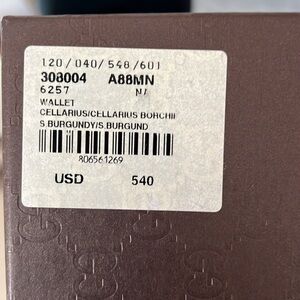 120/040/548/601
308004 A88MN
6257 N/
WALLET
CELLARIUS/CELLARIUS BORCHII
S.BURGUNDY/S.BURGUND
806561269
USD 540